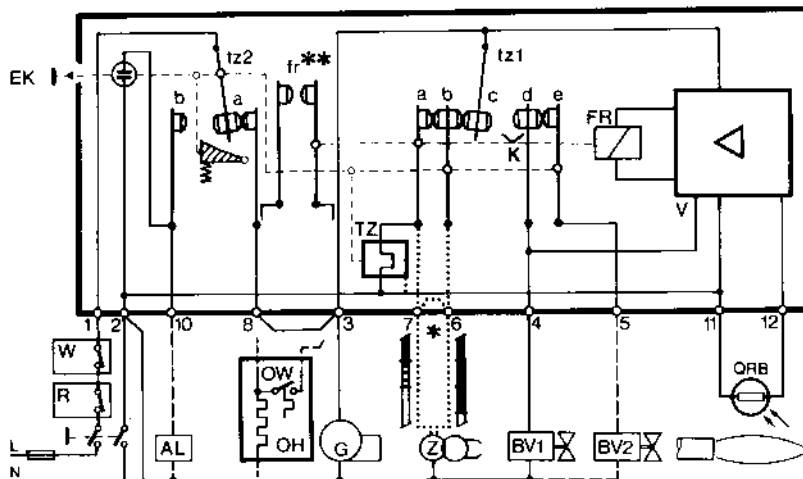 tz2
fr**
tz1
EK
b
a
a
b
c
d
e
FR
K
V
TZ
1
2
10
8
3
7
*
6
4
5
11
12
W
R
L
N
AL
OW
OH
G
Z
BV1
BV2
QRB